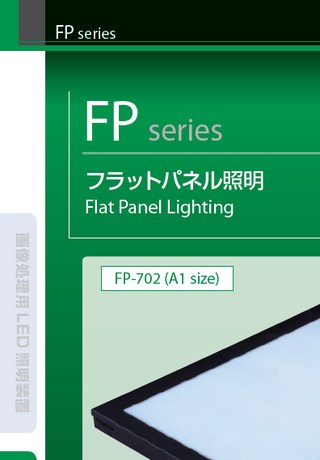 FP series
FP series
フラットパネル照明
Flat Panel Lighting
FP-702 (A1 size)
画像処理用 LED 照明装置